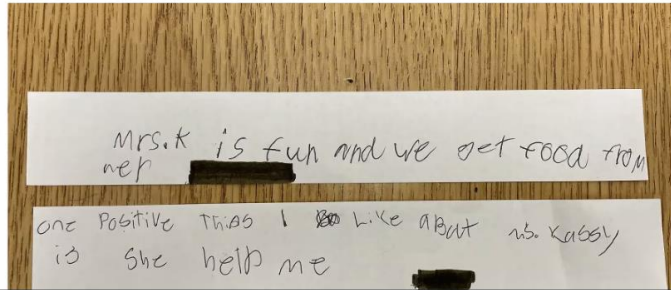 Mrs. K is fun and we get food from
her
one Positive thing I Like about Ms. Kassy
is she help me